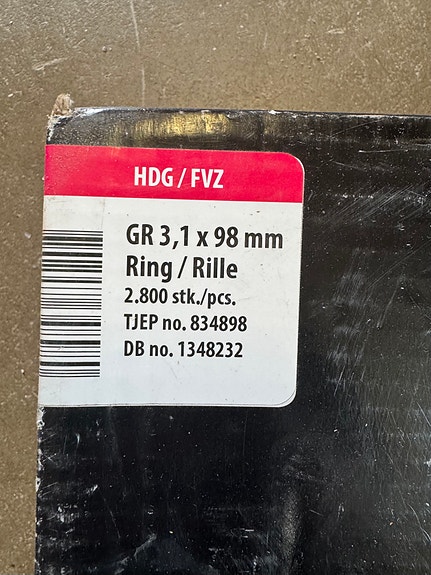 HDG / FVZ
GR 3,1 x 98 mm
Ring / Rille
2.800 stk./pcs.
TJEP no. 834898
DB no. 1348232